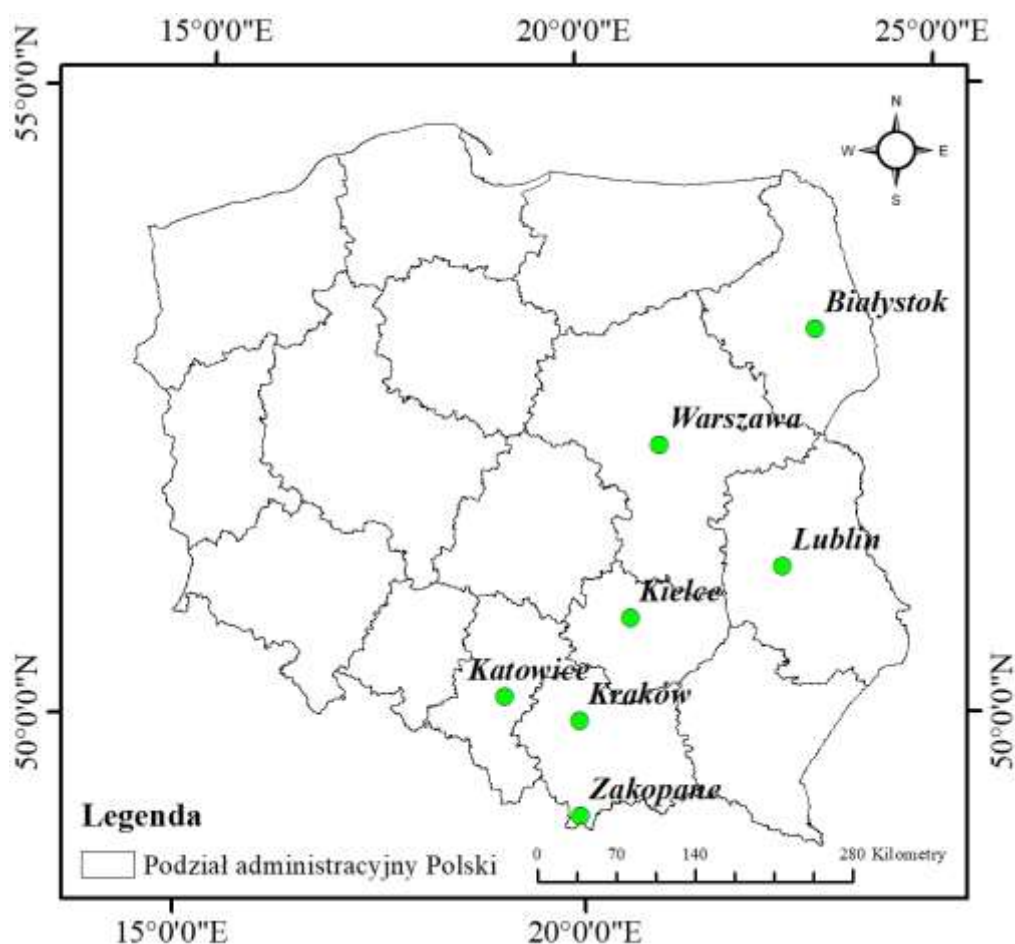 15°0'0"E 20°0'0"E 25°0'0"E
55°0'0"N
N
W E
S
Białystok
Warszawa
Lublin
Kielce
Katowice
Kraków
50°0'0"N 50°0'0"N
Zakopane
Legenda
Podział administracyjny Polski
0 70 140 280 Kilometry
15°0'0"E 20°0'0"E